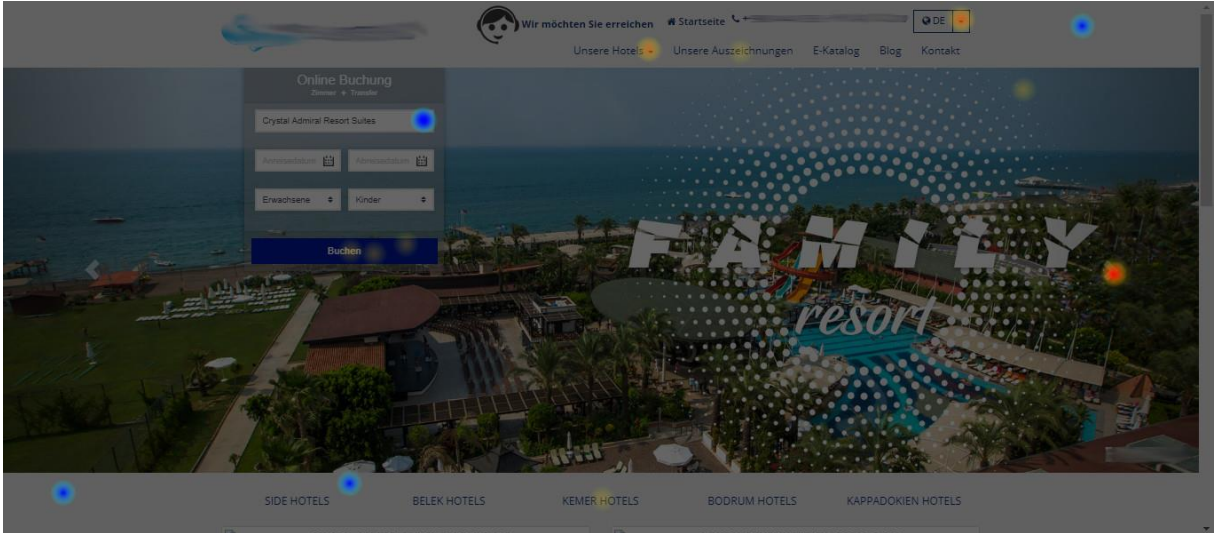 Wir möchten Sie erreichen Startseite DE
Unsere Hotels Unsere Auszeichnungen E-Katalog Blog Kontakt
Online Buchung
Zimmer + Transfer
Crystal Admiral Resort Suites
Erwachsene Kinder
Buchen
FAMILY
resort
SIDE HOTELS BELEK HOTELS KEMER HOTELS BODRUM HOTELS KAPPADOKIEN HOTELS